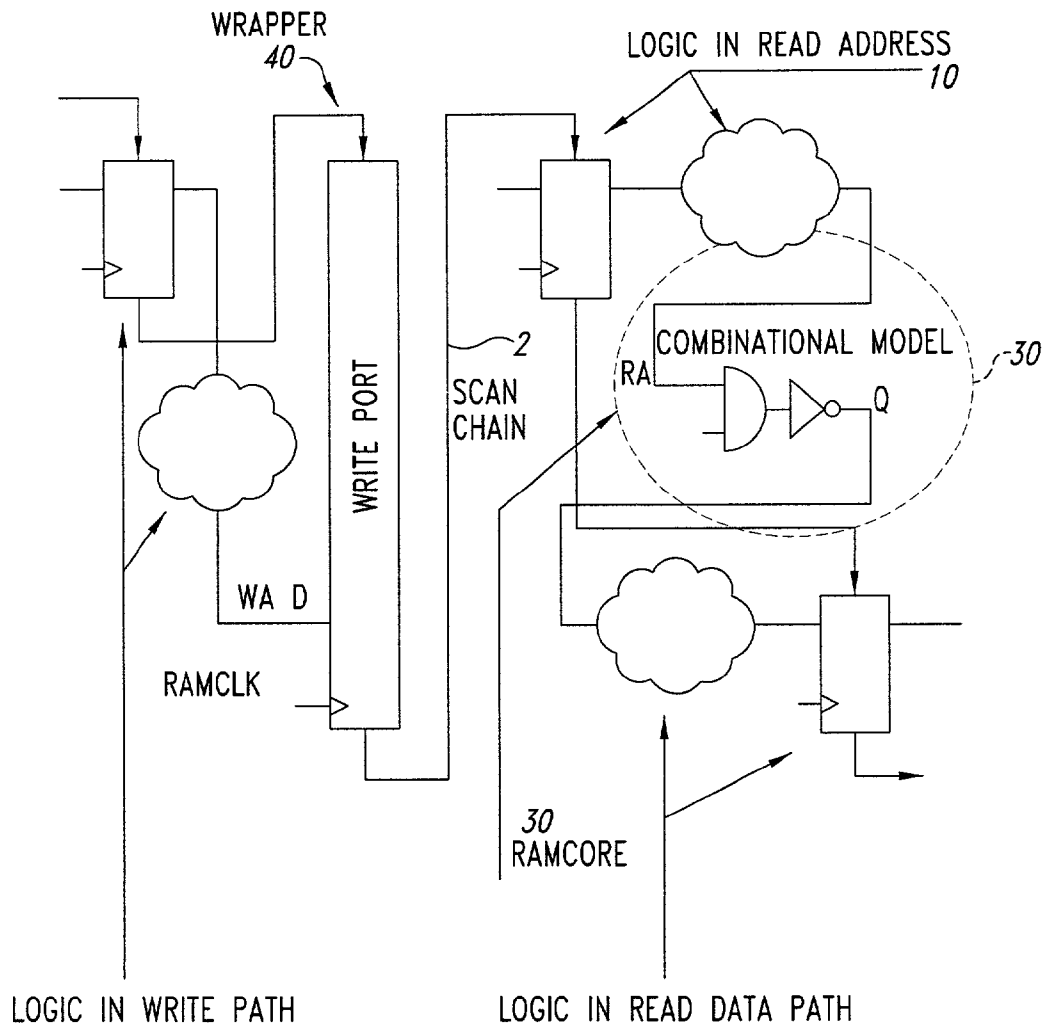 WRAPPER
40
LOGIC IN READ ADDRESS
10
COMBINATIONAL MODEL
30
RA
Q
2
SCAN
CHAIN
WRITE PORT
WA D
RAMCLK
30
RAMCORE
LOGIC IN WRITE PATH
LOGIC IN READ DATA PATH